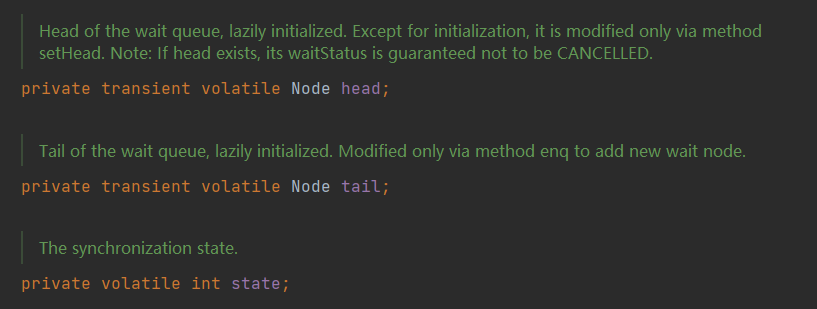 Head of the wait queue, lazily initialized. Except for initialization, it is modified only via method
setHead. Note: If head exists, its waitStatus is guaranteed not to be CANCELLED.
private transient volatile Node head;
Tail of the wait queue, lazily initialized. Modified only via method enq to add new wait node.
private transient volatile Node tail;
The synchronization state.
private volatile int state;